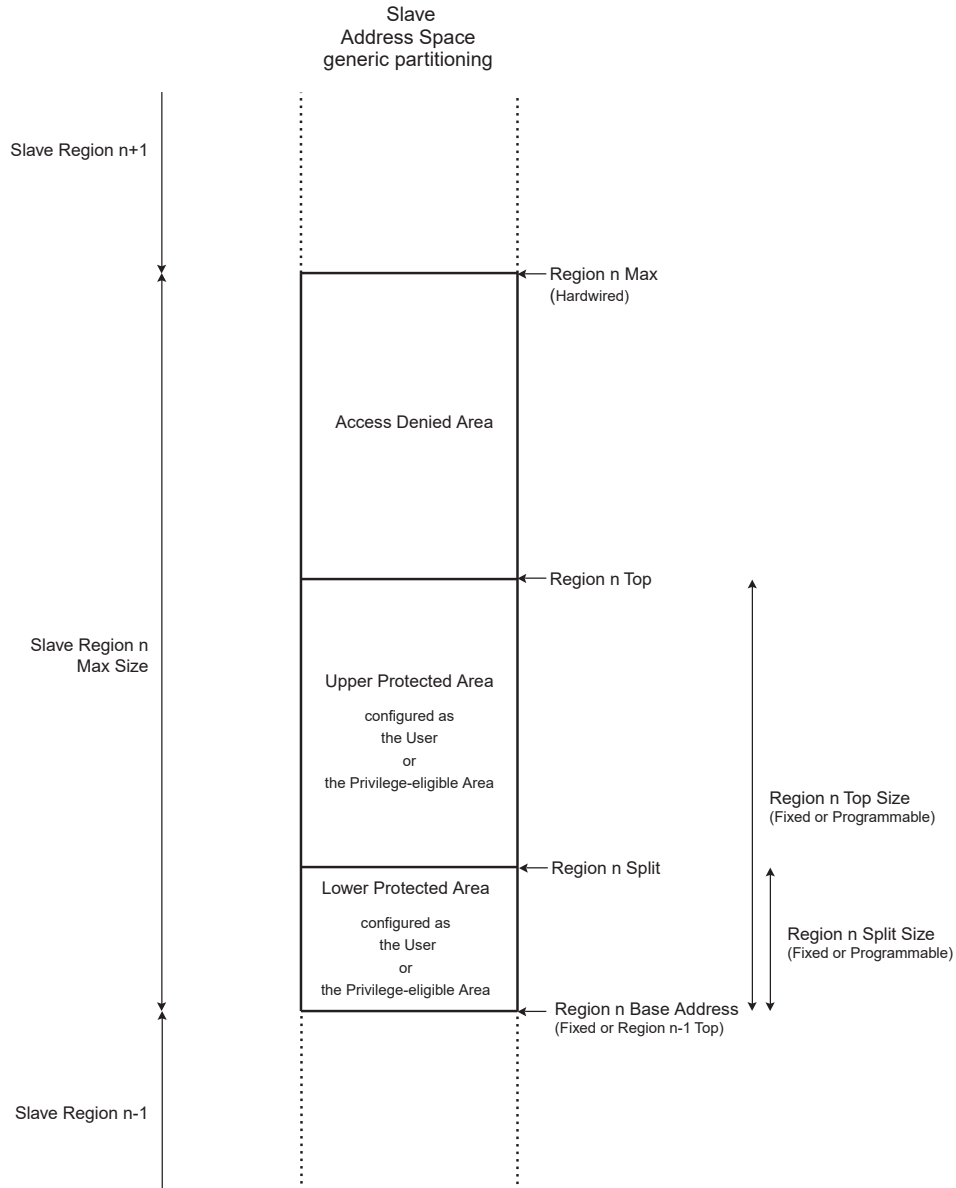 Slave
Address Space
generic partitioning
Slave Region n+1
Region n Max
(Hardwired)
Access Denied Area
Region n Top
Slave Region n
Max Size
Upper Protected Area
configured as
the User
or
the Privilege-eligible Area
Region n Top Size
(Fixed or Programmable)
Region n Split
Lower Protected Area
configured as
the User
or
the Privilege-eligible Area
Region n Split Size
(Fixed or Programmable)
Region n Base Address
(Fixed or Region n-1 Top)
Slave Region n-1